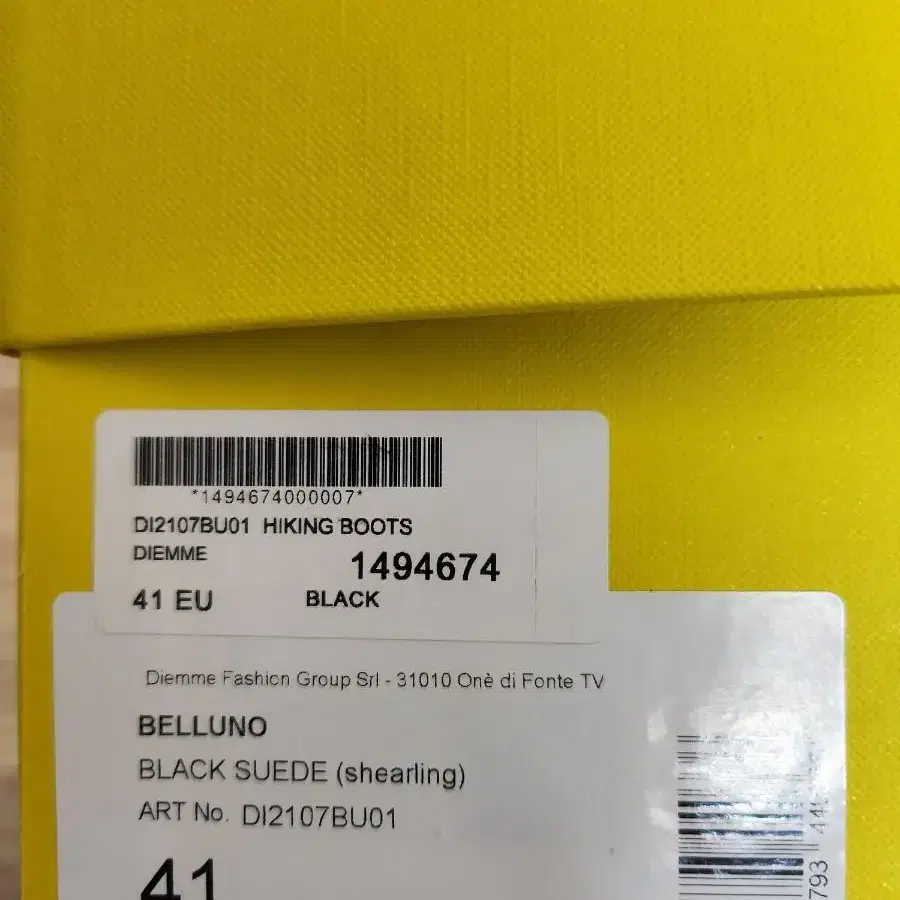 *1494674000007*
DI2107BU01 HIKING BOOTS
DIEMME
1494674
41 EU BLACK
Diemme Fashion Group Srl - 31010 Onè di Fonte TV
BELLUNO
BLACK SUEDE (shearling)
ART No. DI2107BU01
41
793